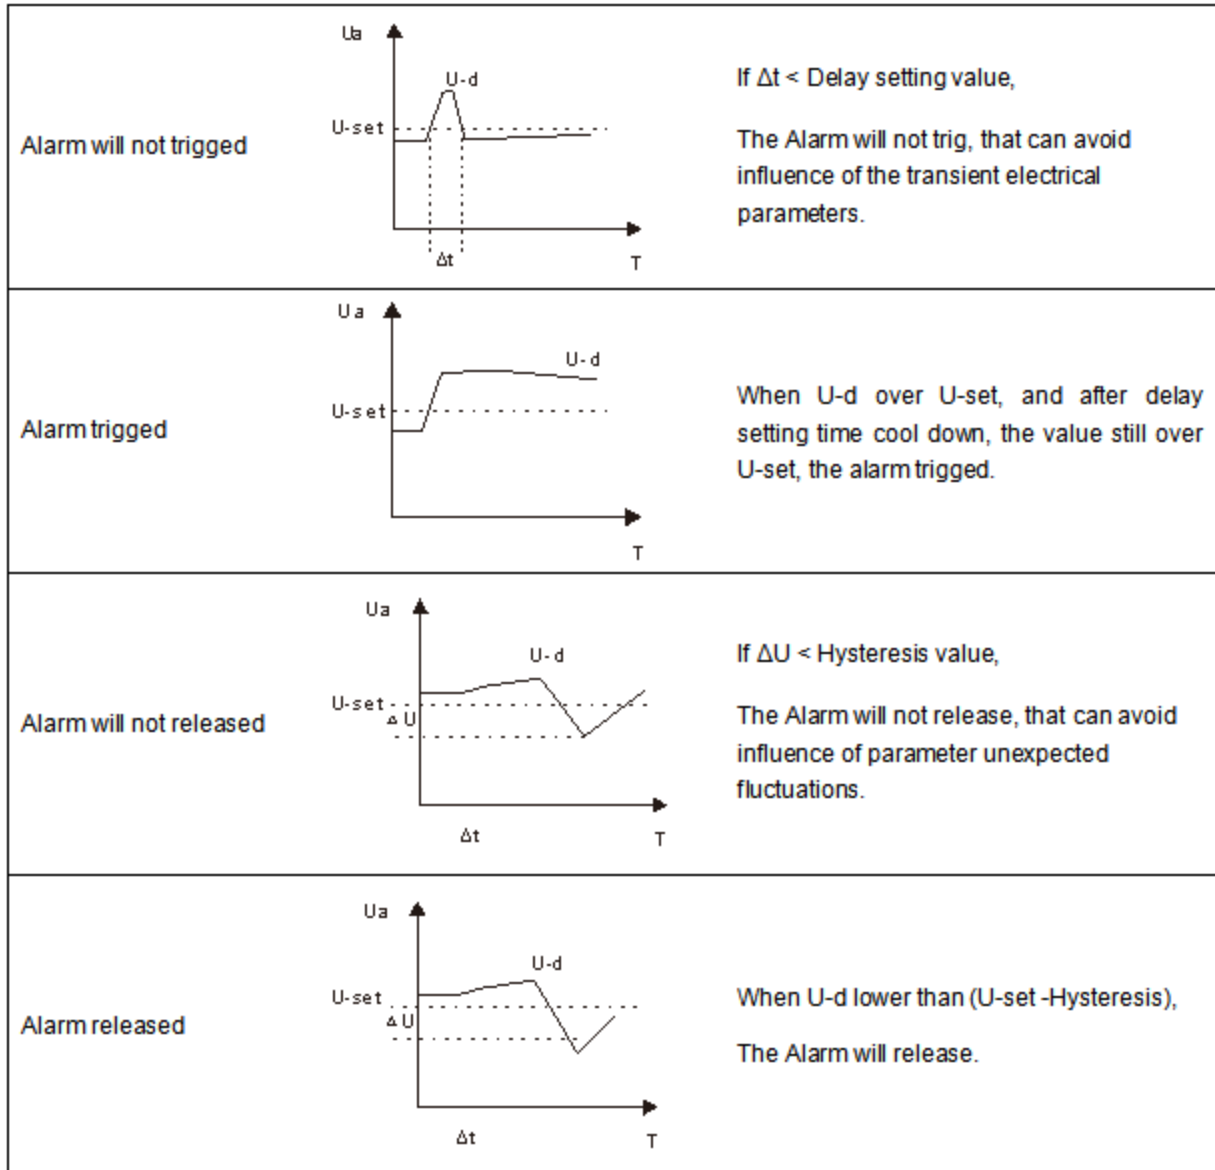 Alarm will not trigged
Ua
U-d
U-set
Δt
T
If Δt < Delay setting value,
The Alarm will not trig, that can avoid
influence of the transient electrical
parameters.
Alarm trigged
Ua
U-d
U-set
T
When U-d over U-set, and after delay
setting time cool down, the value still over
U-set, the alarm trigged.
Alarm will not released
Ua
U-d
U-set
ΔU
Δt
T
If ΔU < Hysteresis value,
The Alarm will not release, that can avoid
influence of parameter unexpected
fluctuations.
Alarm released
Ua
U-d
U-set
ΔU
Δt
T
When U-d lower than (U-set -Hysteresis),
The Alarm will release.